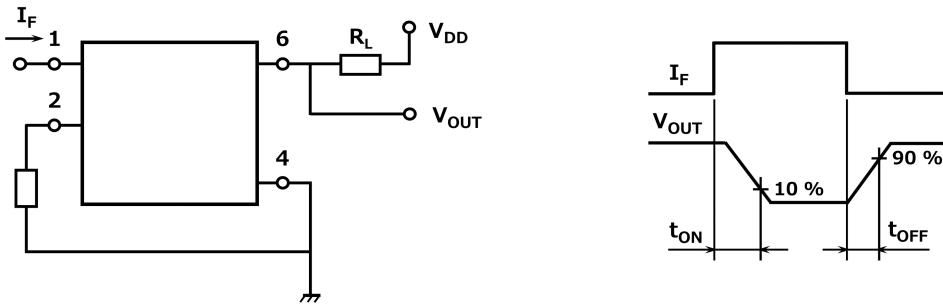 I_F
1
2
6
4
R_L
V_DD
V_OUT
I_F
V_OUT
10 %
90 %
t_ON
t_OFF